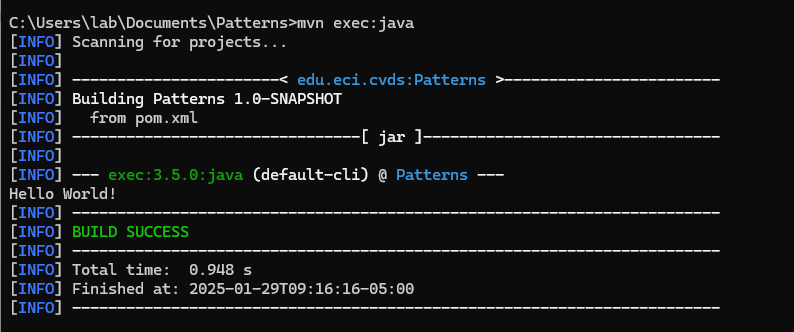 C:\Users\lab\Documents\Patterns>mvn exec:java
[INFO] Scanning for projects...
[INFO]
[INFO] -----------------------< edu.eci.cvds:Patterns >------------------------
[INFO] Building Patterns 1.0-SNAPSHOT
[INFO]   from pom.xml
[INFO] --------------------------------[ jar ]---------------------------------
[INFO]
[INFO] --- exec:3.5.0:java (default-cli) @ Patterns ---
Hello World!
[INFO] ------------------------------------------------------------------------
[INFO] BUILD SUCCESS
[INFO] ------------------------------------------------------------------------
[INFO] Total time:  0.948 s
[INFO] Finished at: 2025-01-29T09:16:16-05:00
[INFO] ------------------------------------------------------------------------